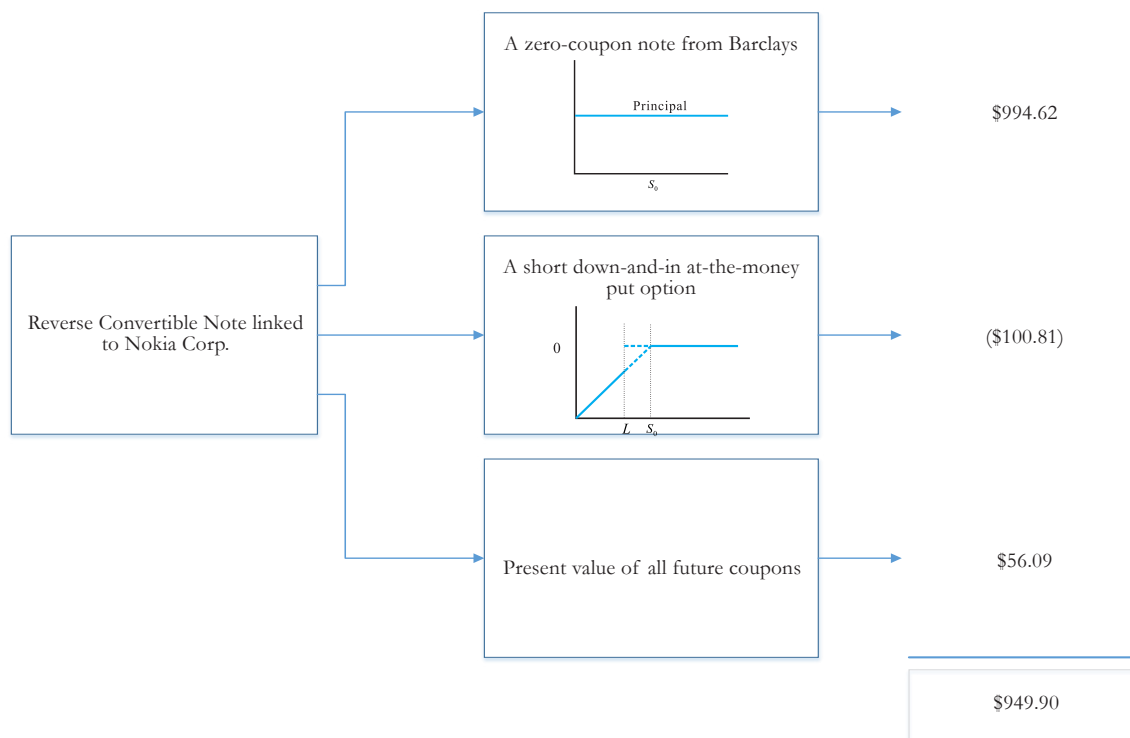 A zero-coupon note from Barclays
Principal
S₀
$994.62
Reverse Convertible Note linked
to Nokia Corp.
A short down-and-in at-the-money
put option
0
L S₀
($100.81)
Present value of all future coupons
$56.09
$949.90